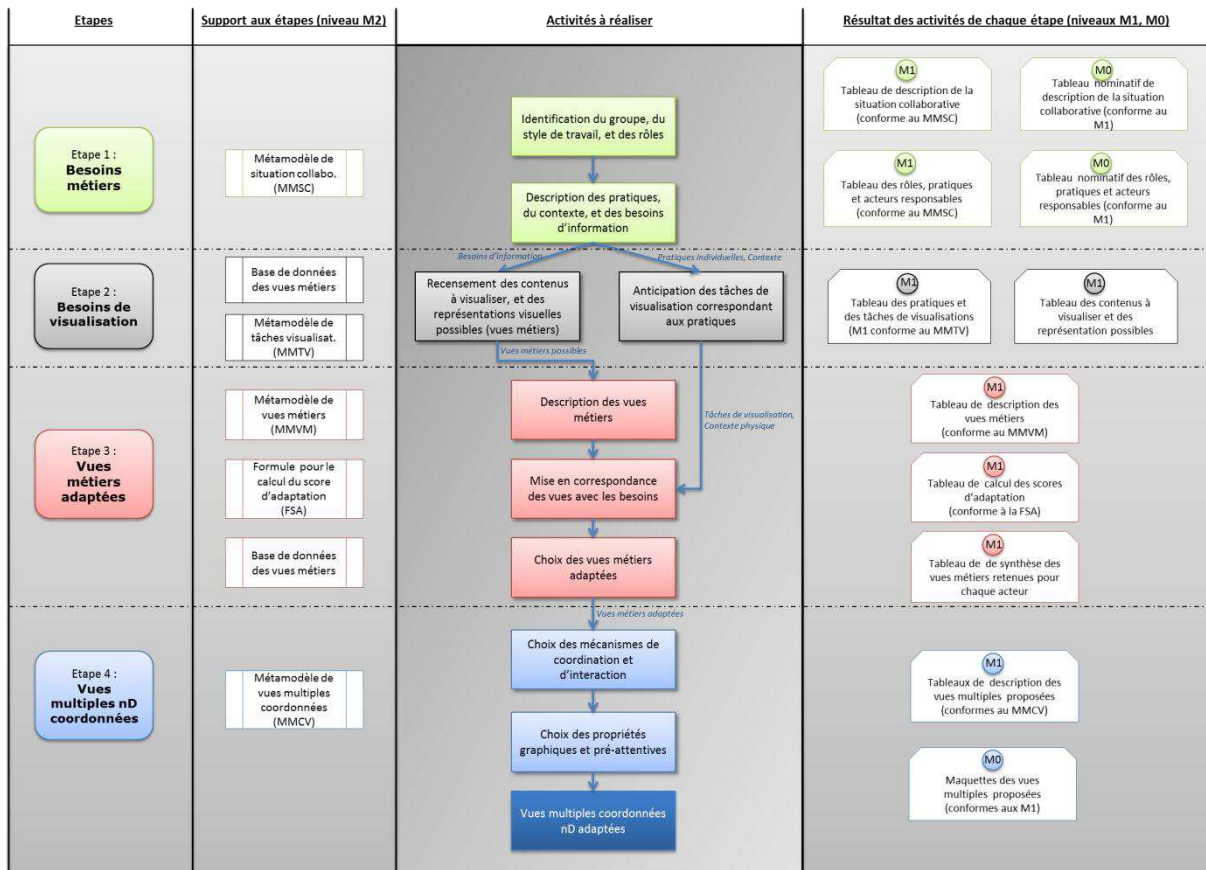 Etapes
Support aux étapes (niveau M2)
Activités à réaliser
Résultat des activités de chaque étape (niveaux M1, M0)
Etape 1 :
Besoins
métiers
Métamodèle de
situation collabo.
(MMSC)
Identification du groupe, du
style de travail, et des rôles
Description des pratiques,
du contexte, et des besoins
d'information
M1
Tableau de description de la
situation collaborative
(conforme au MMSC)
M0
Tableau nominatif de
description de la situation
collaborative (conforme au
M1)
M1
Tableau des rôles, pratiques
et acteurs responsables
(conforme au MMSC)
M0
Tableau nominatif des rôles,
pratiques et acteurs
responsables (conforme au
M1)
Etape 2 :
Besoins de
visualisation
Base de données
des vues métiers
Métamodèle de
tâches visualisat.
(MMTV)
Besoins d'information
Pratiques individuelles, Contexte
Recensement des contenus
à visualiser, et des
représentations visuelles
possibles (vues métiers)
Anticipation des tâches de
visualisation correspondant
aux pratiques
Vues métiers possibles
M1
Tableau des pratiques et
des tâches de visualisations
(M1 conforme au MMTV)
M1
Tableau des contenus à
visualiser et des
représentation possibles
Etape 3 :
Vues
métiers
adaptées
Métamodèle de
vues métiers
(MMVM)
Formule pour le
calcul du score
d'adaptation
(FSA)
Base de données
des vues métiers
Description des vues
métiers
Tâches de visualisation,
Contexte physique
Mise en correspondance
des vues avec les besoins
Choix des vues métiers
adaptées
Vues métiers adaptées
M1
Tableau de description des
vues métiers
(conforme au MMVM)
M1
Tableau de calcul des scores
d'adaptation
(conforme à la FSA)
M1
Tableau de de synthèse des
vues métiers retenues pour
chaque acteur
Etape 4 :
Vues
multiples nD
coordonnées
Métamodèle de
vues multiples
coordonnées
(MMCV)
Choix des mécanismes de
coordination et
d'interaction
Choix des propriétés
graphiques et pré-attentives
Vues multiples coordonnées
nD adaptées
M1
Tableaux de description des
vues multiples proposées
(conformes au MMCV)
M0
Maquettes des vues
multiples proposées
(conformes aux M1)